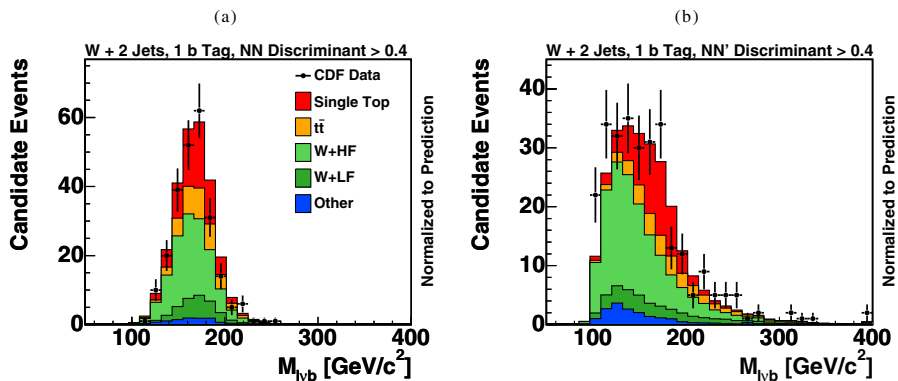 (a)
(b)
W + 2 Jets, 1 b Tag, NN Discriminant > 0.4
W + 2 Jets, 1 b Tag, NN' Discriminant > 0.4
Candidate Events
60
40
20
0
CDF Data
Single Top
tt̄
W+HF
W+LF
Other
Normalized to Prediction
100 200 300 400
M_lνb [GeV/c²]
Candidate Events
40
30
20
10
0
Normalized to Prediction
100 200 300 400
M_lνb [GeV/c²]